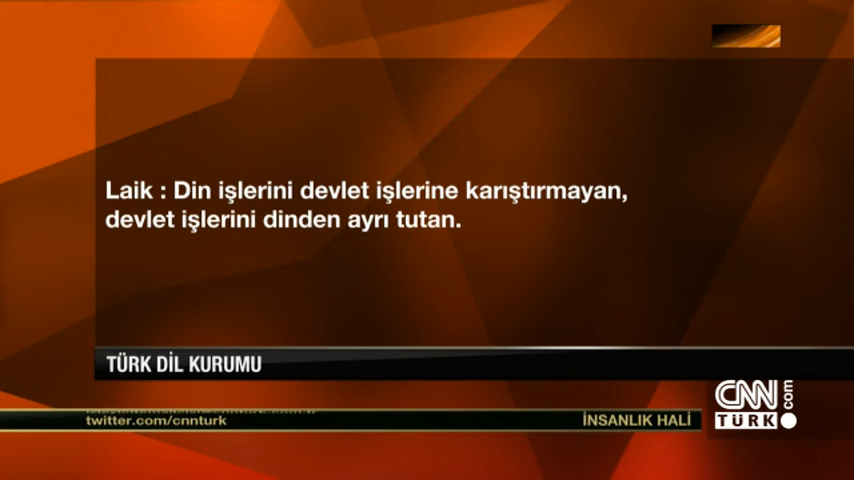 Laik : Din işlerini devlet işlerine karıştırmayan,
devlet işlerini dinden ayrı tutan.
TÜRK DİL KURUMU
twitter.com/cnnturk
İNSANLIK HALİ
CNN
TÜRK
.com